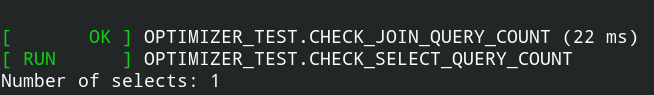 [       OK ] OPTIMIZER_TEST.CHECK_JOIN_QUERY_COUNT (22 ms)
[ RUN      ] OPTIMIZER_TEST.CHECK_SELECT_QUERY_COUNT
Number of selects: 1